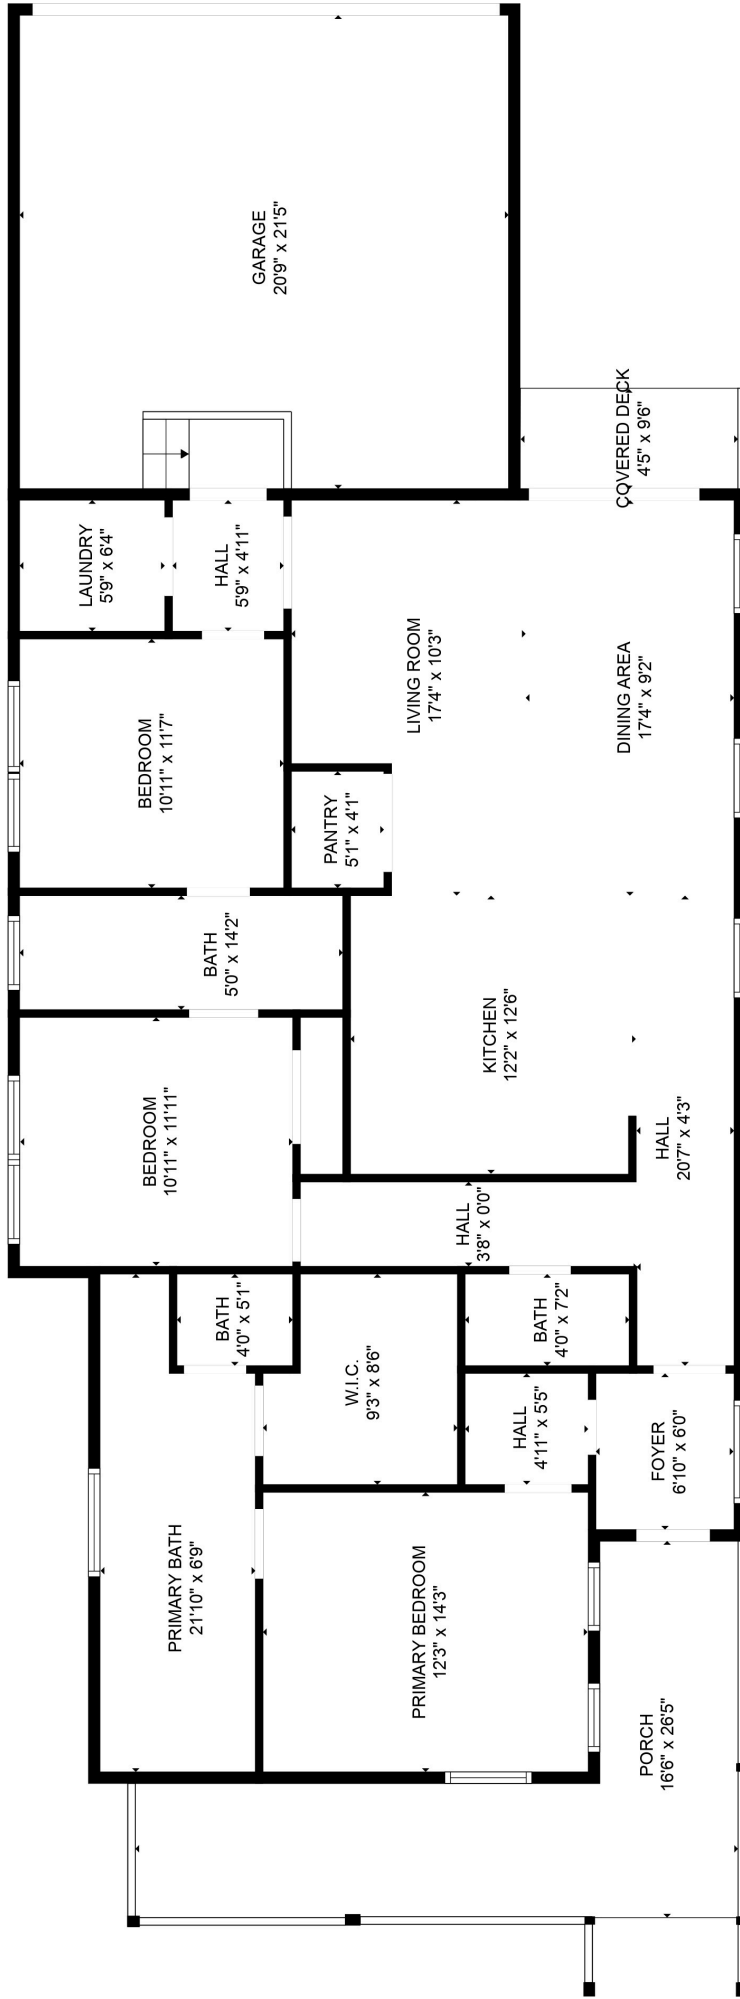 GARAGE
20'9" x 21'5"
COVERED DECK
4'5" x 9'6"
LAUNDRY
5'9" x 6'4"
HALL
5'9" x 4'11"
LIVING ROOM
17'4" x 10'3"
DINING AREA
17'4" x 9'2"
BEDROOM
10'11" x 11'7"
PANTRY
5'1" x 4'1"
BATH
5'0" x 14'2"
KITCHEN
12'2" x 12'6"
BEDROOM
10'11" x 11'11"
HALL
20'7" x 4'3"
HALL
3'8" x 0'0"
BATH
4'0" x 5'1"
BATH
4'0" x 7'2"
W.I.C.
9'3" x 8'6"
HALL
4'11" x 5'5"
FOYER
6'10" x 6'0"
PRIMARY BATH
21'10" x 6'9"
PRIMARY BEDROOM
12'3" x 14'3"
PORCH
16'6" x 26'5"